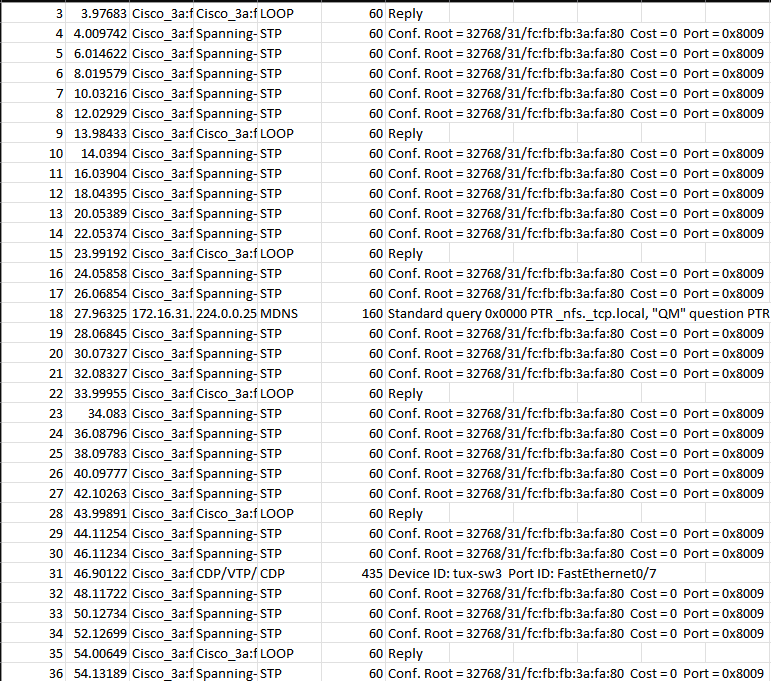 3 3.97683 Cisco_3a:f Cisco_3a:f LOOP 60 Reply
4 4.009742 Cisco_3a:f Spanning- STP 60 Conf. Root = 32768/31/fc:fb:fb:3a:fa:80 Cost = 0 Port = 0x8009
5 6.014622 Cisco_3a:f Spanning- STP 60 Conf. Root = 32768/31/fc:fb:fb:3a:fa:80 Cost = 0 Port = 0x8009
6 8.019579 Cisco_3a:f Spanning- STP 60 Conf. Root = 32768/31/fc:fb:fb:3a:fa:80 Cost = 0 Port = 0x8009
7 10.03216 Cisco_3a:f Spanning- STP 60 Conf. Root = 32768/31/fc:fb:fb:3a:fa:80 Cost = 0 Port = 0x8009
8 12.02929 Cisco_3a:f Spanning- STP 60 Conf. Root = 32768/31/fc:fb:fb:3a:fa:80 Cost = 0 Port = 0x8009
9 13.98433 Cisco_3a:f Cisco_3a:f LOOP 60 Reply
10 14.0394 Cisco_3a:f Spanning- STP 60 Conf. Root = 32768/31/fc:fb:fb:3a:fa:80 Cost = 0 Port = 0x8009
11 16.03904 Cisco_3a:f Spanning- STP 60 Conf. Root = 32768/31/fc:fb:fb:3a:fa:80 Cost = 0 Port = 0x8009
12 18.04395 Cisco_3a:f Spanning- STP 60 Conf. Root = 32768/31/fc:fb:fb:3a:fa:80 Cost = 0 Port = 0x8009
13 20.05389 Cisco_3a:f Spanning- STP 60 Conf. Root = 32768/31/fc:fb:fb:3a:fa:80 Cost = 0 Port = 0x8009
14 22.05374 Cisco_3a:f Spanning- STP 60 Conf. Root = 32768/31/fc:fb:fb:3a:fa:80 Cost = 0 Port = 0x8009
15 23.99192 Cisco_3a:f Cisco_3a:f LOOP 60 Reply
16 24.05858 Cisco_3a:f Spanning- STP 60 Conf. Root = 32768/31/fc:fb:fb:3a:fa:80 Cost = 0 Port = 0x8009
17 26.06854 Cisco_3a:f Spanning- STP 60 Conf. Root = 32768/31/fc:fb:fb:3a:fa:80 Cost = 0 Port = 0x8009
18 27.96325 172.16.31. 224.0.0.25 MDNS 160 Standard query 0x0000 PTR _nfs._tcp.local, "QM" question PTR
19 28.06845 Cisco_3a:f Spanning- STP 60 Conf. Root = 32768/31/fc:fb:fb:3a:fa:80 Cost = 0 Port = 0x8009
20 30.07327 Cisco_3a:f Spanning- STP 60 Conf. Root = 32768/31/fc:fb:fb:3a:fa:80 Cost = 0 Port = 0x8009
21 32.08327 Cisco_3a:f Spanning- STP 60 Conf. Root = 32768/31/fc:fb:fb:3a:fa:80 Cost = 0 Port = 0x8009
22 33.99955 Cisco_3a:f Cisco_3a:f LOOP 60 Reply
23 34.083 Cisco_3a:f Spanning- STP 60 Conf. Root = 32768/31/fc:fb:fb:3a:fa:80 Cost = 0 Port = 0x8009
24 36.08796 Cisco_3a:f Spanning- STP 60 Conf. Root = 32768/31/fc:fb:fb:3a:fa:80 Cost = 0 Port = 0x8009
25 38.09783 Cisco_3a:f Spanning- STP 60 Conf. Root = 32768/31/fc:fb:fb:3a:fa:80 Cost = 0 Port = 0x8009
26 40.09777 Cisco_3a:f Spanning- STP 60 Conf. Root = 32768/31/fc:fb:fb:3a:fa:80 Cost = 0 Port = 0x8009
27 42.10263 Cisco_3a:f Spanning- STP 60 Conf. Root = 32768/31/fc:fb:fb:3a:fa:80 Cost = 0 Port = 0x8009
28 43.99891 Cisco_3a:f Cisco_3a:f LOOP 60 Reply
29 44.11254 Cisco_3a:f Spanning- STP 60 Conf. Root = 32768/31/fc:fb:fb:3a:fa:80 Cost = 0 Port = 0x8009
30 46.11234 Cisco_3a:f Spanning- STP 60 Conf. Root = 32768/31/fc:fb:fb:3a:fa:80 Cost = 0 Port = 0x8009
31 46.90122 Cisco_3a:f CDP/VTP/ CDP 435 Device ID: tux-sw3 Port ID: FastEthernet0/7
32 48.11722 Cisco_3a:f Spanning- STP 60 Conf. Root = 32768/31/fc:fb:fb:3a:fa:80 Cost = 0 Port = 0x8009
33 50.12734 Cisco_3a:f Spanning- STP 60 Conf. Root = 32768/31/fc:fb:fb:3a:fa:80 Cost = 0 Port = 0x8009
34 52.12699 Cisco_3a:f Spanning- STP 60 Conf. Root = 32768/31/fc:fb:fb:3a:fa:80 Cost = 0 Port = 0x8009
35 54.00649 Cisco_3a:f Cisco_3a:f LOOP 60 Reply
36 54.13189 Cisco_3a:f Spanning- STP 60 Conf. Root = 32768/31/fc:fb:fb:3a:fa:80 Cost = 0 Port = 0x8009